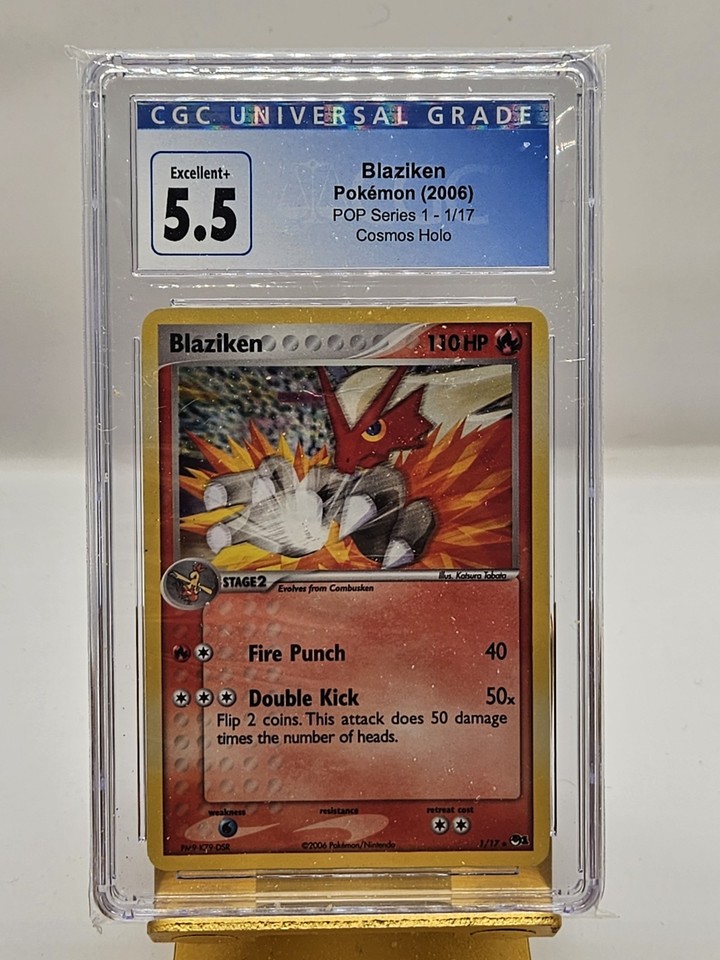 CGC UNIVERSAL GRADE
Excellent+
5.5
Blaziken
Pokémon (2006)
POP Series 1 - 1/17
Cosmos Holo
Blaziken 110 HP
STAGE2
Illus. Katsura Tabata
Evolves from Combusken
Fire Punch 40
Double Kick 50x
Flip 2 coins. This attack does 50 damage
times the number of heads.
weakness resistance retreat cost
©2006 Pokémon/Nintendo
1/17